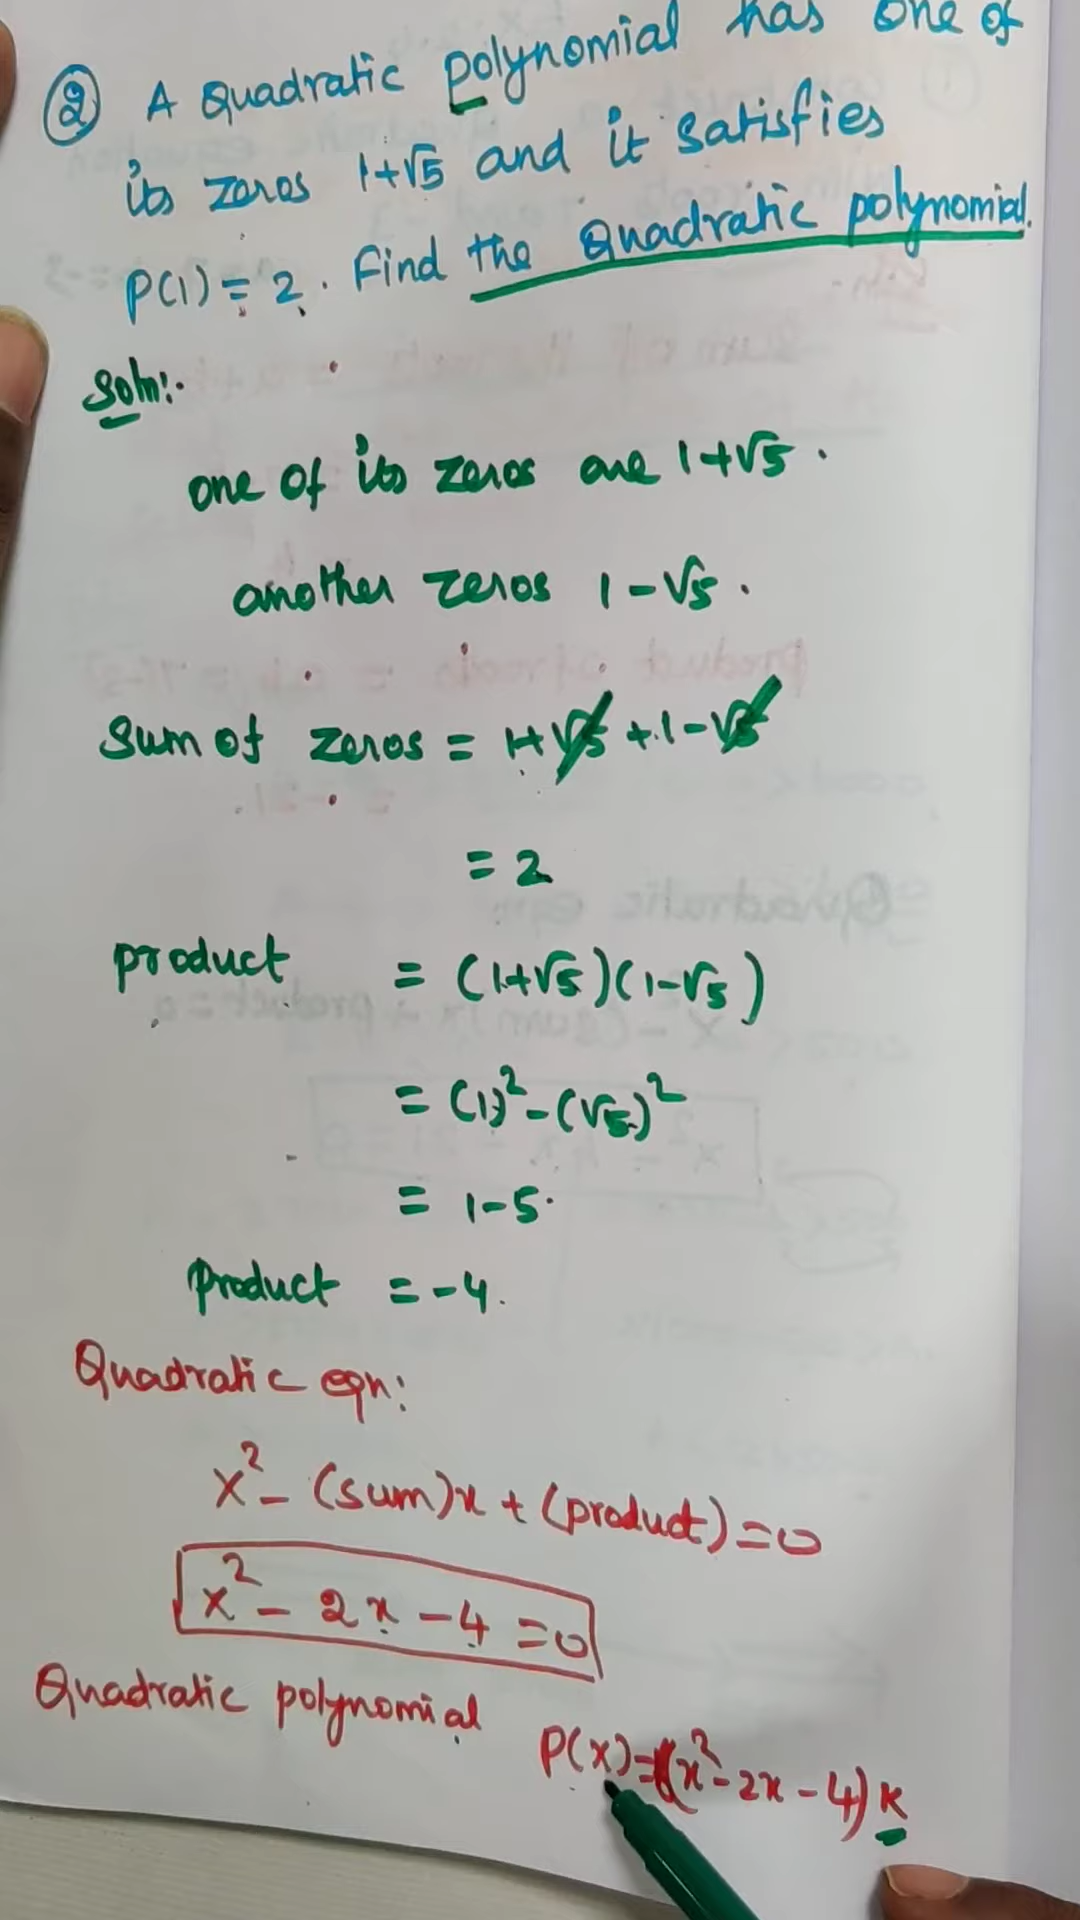 ② A Quadratic polynomial has one of
its zeros 1+√5 and it satisfies
P(1) = 2. Find the Quadratic polynomial.
Soln:-
one of its zeros are 1+√5.
another zeros 1-√5.
Sum of zeros = 1+√5+1-√5
= 2
product = (1+√5)(1-√5)
= (1)²-(√5)²
= 1-5.
Product = -4.
Quadratic eqn:
x² - (sum)x + (product) = 0
x² - 2x - 4 = 0
Quadratic polynomial
P(x)=((x²-2x-4)K